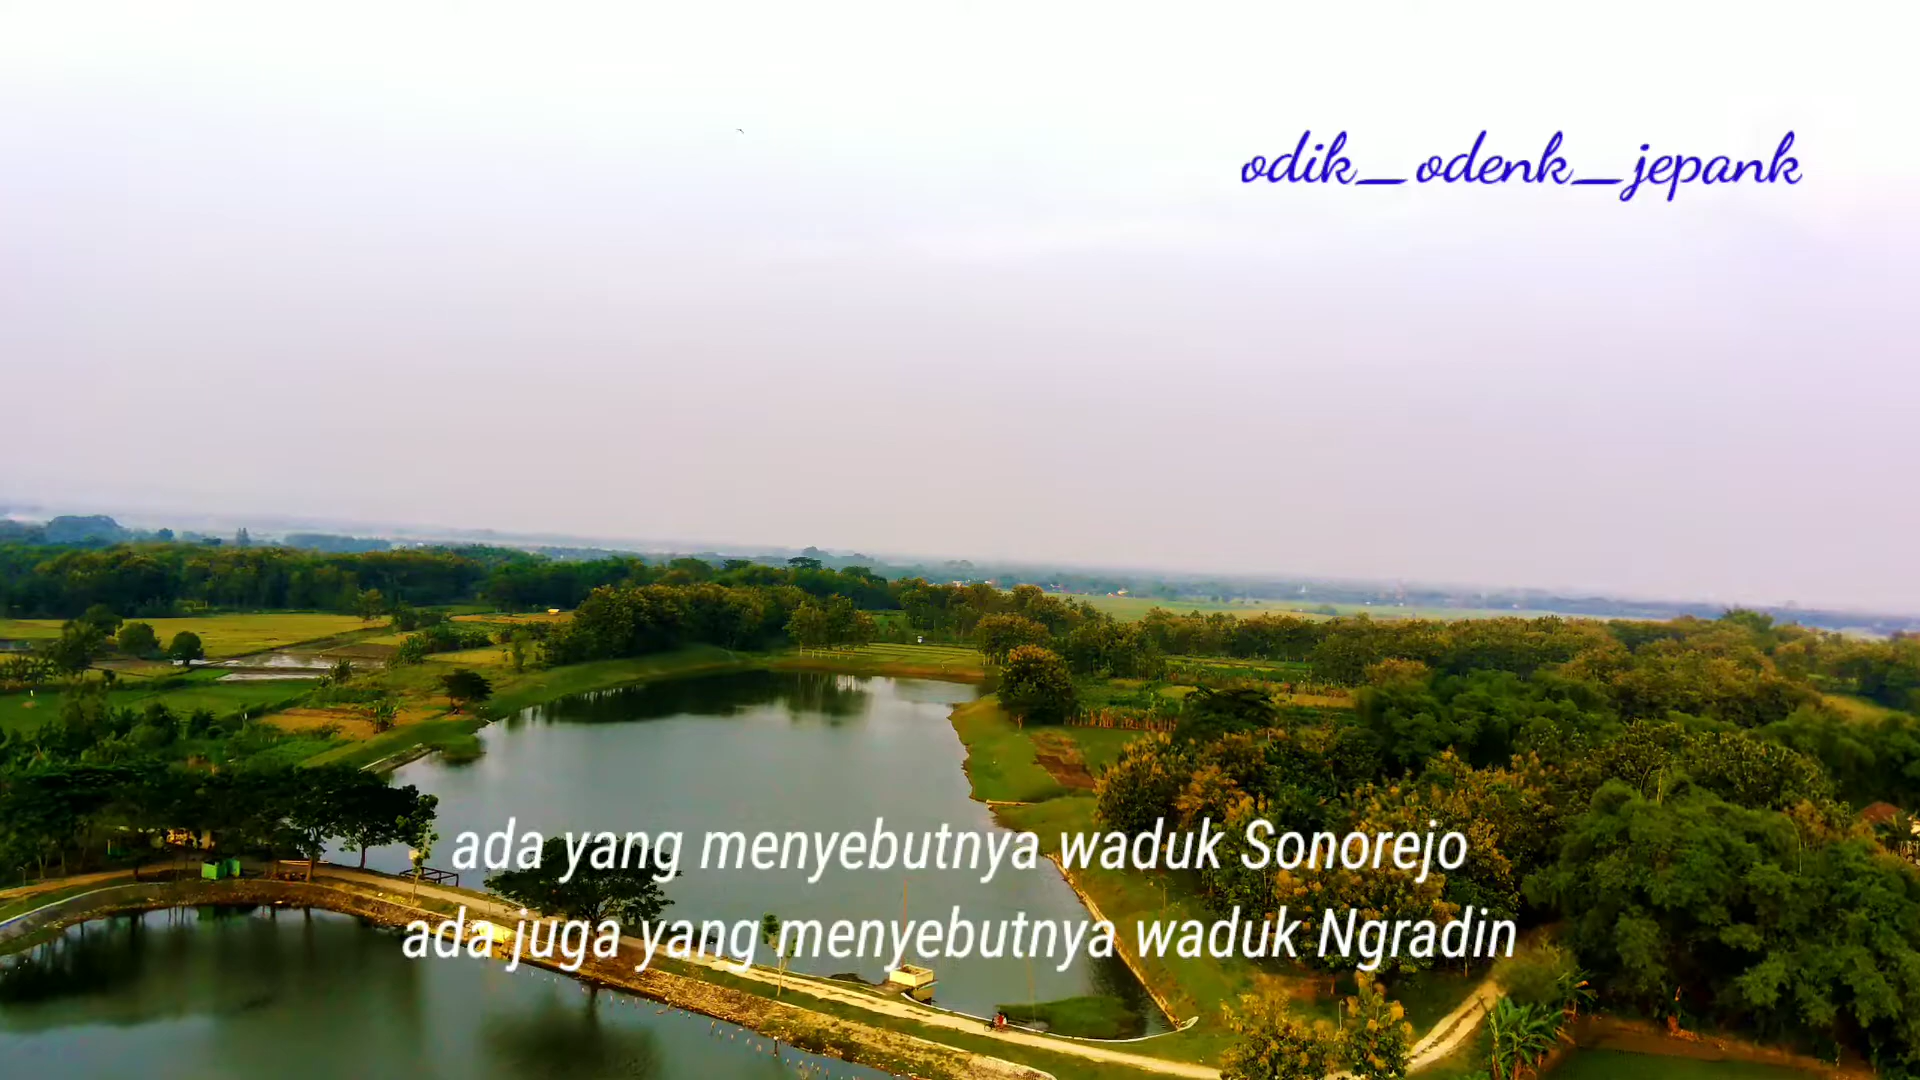 odik_odenk_jepank
ada yang menyebutnya waduk Sonorejo
ada juga yang menyebutnya waduk Ngradin